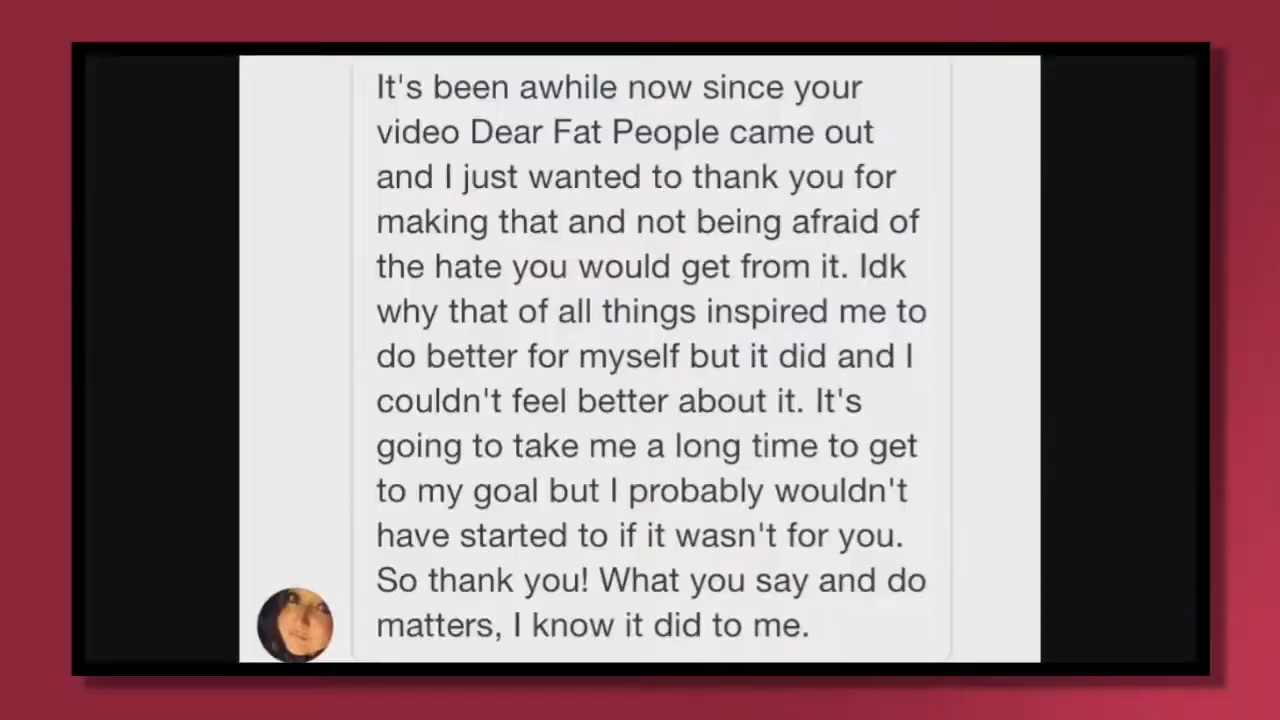 It's been awhile now since your
video Dear Fat People came out
and I just wanted to thank you for
making that and not being afraid of
the hate you would get from it. Idk
why that of all things inspired me to
do better for myself but it did and I
couldn't feel better about it. It's
going to take me a long time to get
to my goal but I probably wouldn't
have started to if it wasn't for you.
So thank you! What you say and do
matters, I know it did to me.